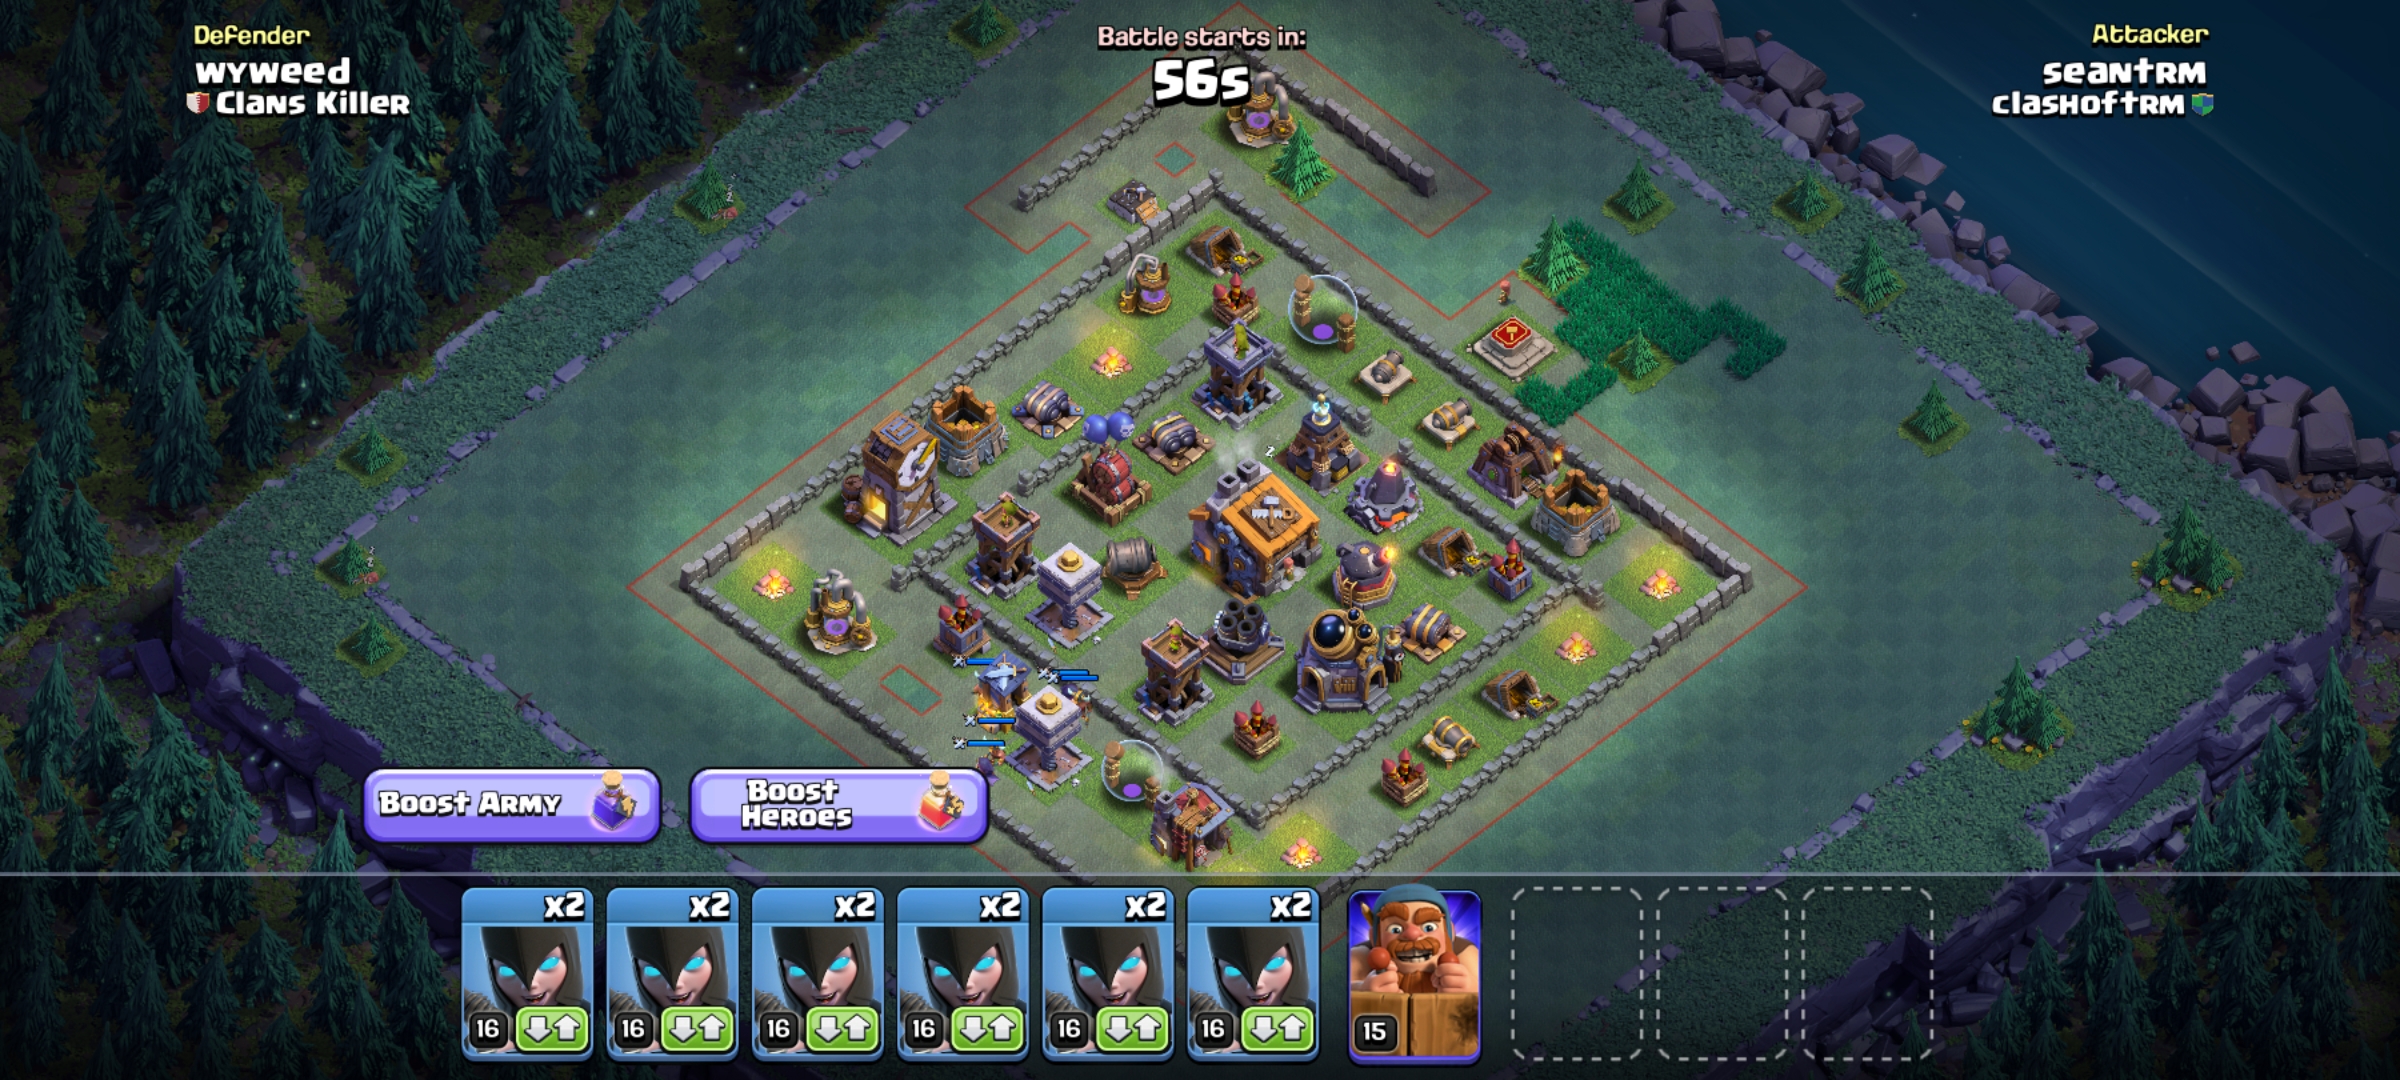 Defender
wyweed
Clans Killer
Battle starts in:
56s
Attacker
seantRM
clashoftRM
Boost Army
Boost
Heroes
x2
x2
x2
x2
x2
x2
16
16
16
16
16
16
15